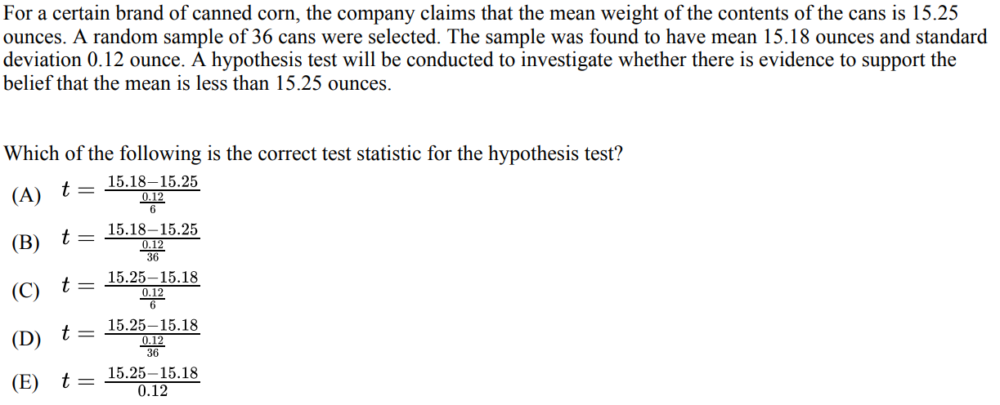 For a certain brand of canned corn, the company claims that the mean weight of the contents of the cans is 15.25
ounces. A random sample of 36 cans were selected. The sample was found to have mean 15.18 ounces and standard
deviation 0.12 ounce. A hypothesis test will be conducted to investigate whether there is evidence to support the
belief that the mean is less than 15.25 ounces.
Which of the following is the correct test statistic for the hypothesis test?
(A) $t = \frac{15.18-15.25}{\frac{0.12}{6}}$
(B) $t = \frac{15.18-15.25}{\frac{0.12}{36}}$
(C) $t = \frac{15.25-15.18}{\frac{0.12}{6}}$
(D) $t = \frac{15.25-15.18}{\frac{0.12}{36}}$
(E) $t = \frac{15.25-15.18}{0.12}$